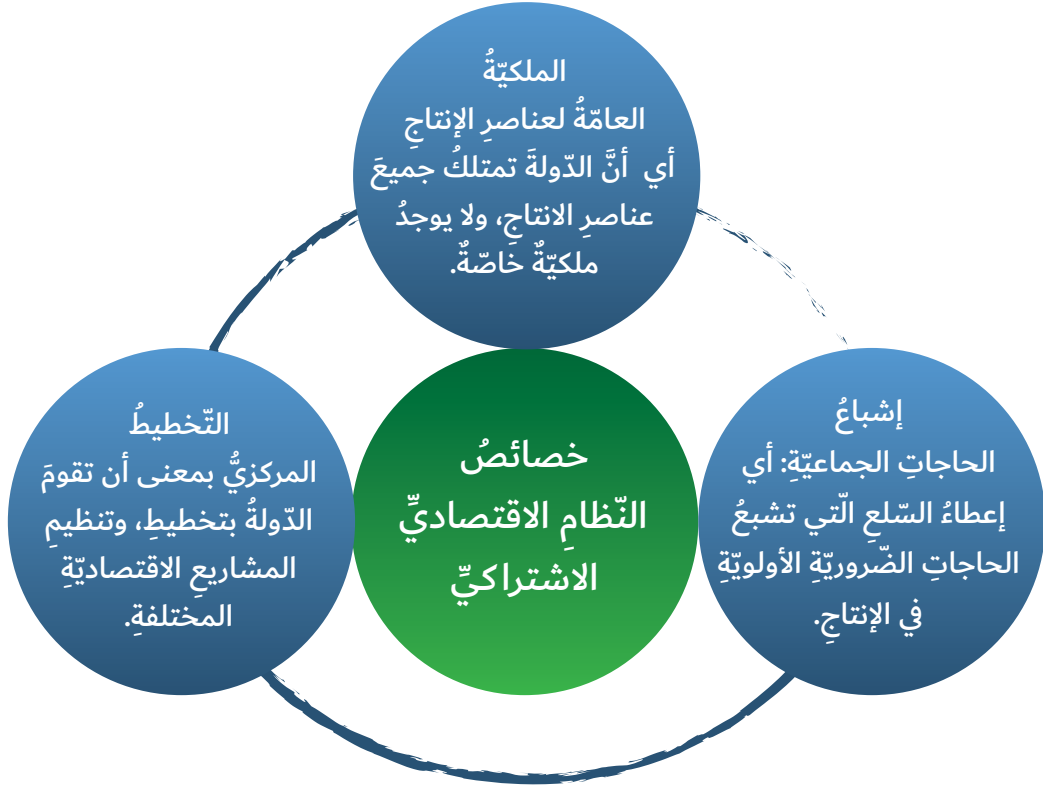 الملكيّةُ
العامّةُ لعناصرِ الإنتاجِ
أي أنَّ الدّولةَ تمتلكُ جميعَ
عناصرِ الانتاجِ، ولا يوجدُ
ملكيّةٌ خاصّةٌ.
إشباعُ
الحاجاتِ الجماعيّةِ: أي
إعطاءُ السّلعِ الّتي تشبعُ
الحاجاتِ الضّروريّةِ الأولويّةِ
في الإنتاجِ.
خصائصُ
النّظامِ الاقتصاديِّ
الاشتراكيِّ
التّخطيطُ
المركزيُّ بمعنى أن تقومَ
الدّولةُ بتخطيطِ، وتنظيمِ
المشاريعِ الاقتصاديّةِ
المختلفةِ.